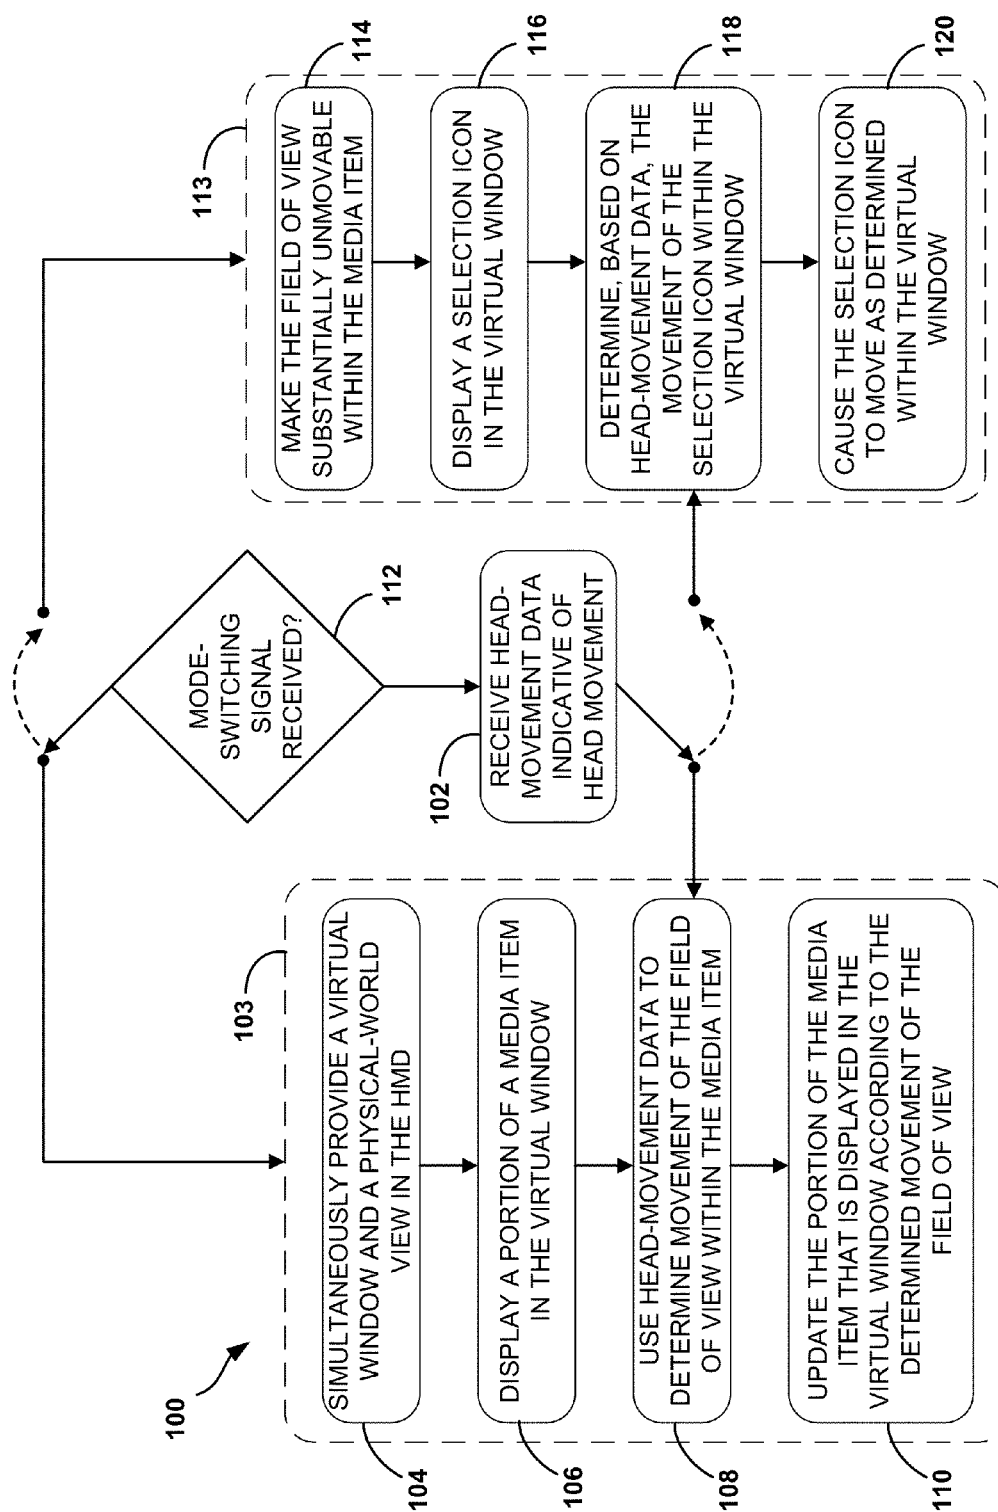 100
103
104
SIMULTANEOUSLY PROVIDE A VIRTUAL
WINDOW AND A PHYSICAL-WORLD
VIEW IN THE HMD
106
DISPLAY A PORTION OF A MEDIA ITEM
IN THE VIRTUAL WINDOW
108
USE HEAD-MOVEMENT DATA TO
DETERMINE MOVEMENT OF THE FIELD
OF VIEW WITHIN THE MEDIA ITEM
110
UPDATE THE PORTION OF THE MEDIA
ITEM THAT IS DISPLAYED IN THE
VIRTUAL WINDOW ACCORDING TO THE
DETERMINED MOVEMENT OF THE
FIELD OF VIEW
MODE-
SWITCHING
SIGNAL
RECEIVED?
112
102
RECEIVE HEAD-
MOVEMENT DATA
INDICATIVE OF
HEAD MOVEMENT
113
114
MAKE THE FIELD OF VIEW
SUBSTANTIALLY UNMOVABLE
WITHIN THE MEDIA ITEM
116
DISPLAY A SELECTION ICON
IN THE VIRTUAL WINDOW
118
DETERMINE, BASED ON
HEAD-MOVEMENT DATA, THE
MOVEMENT OF THE
SELECTION ICON WITHIN THE
VIRTUAL WINDOW
120
CAUSE THE SELECTION ICON
TO MOVE AS DETERMINED
WITHIN THE VIRTUAL
WINDOW